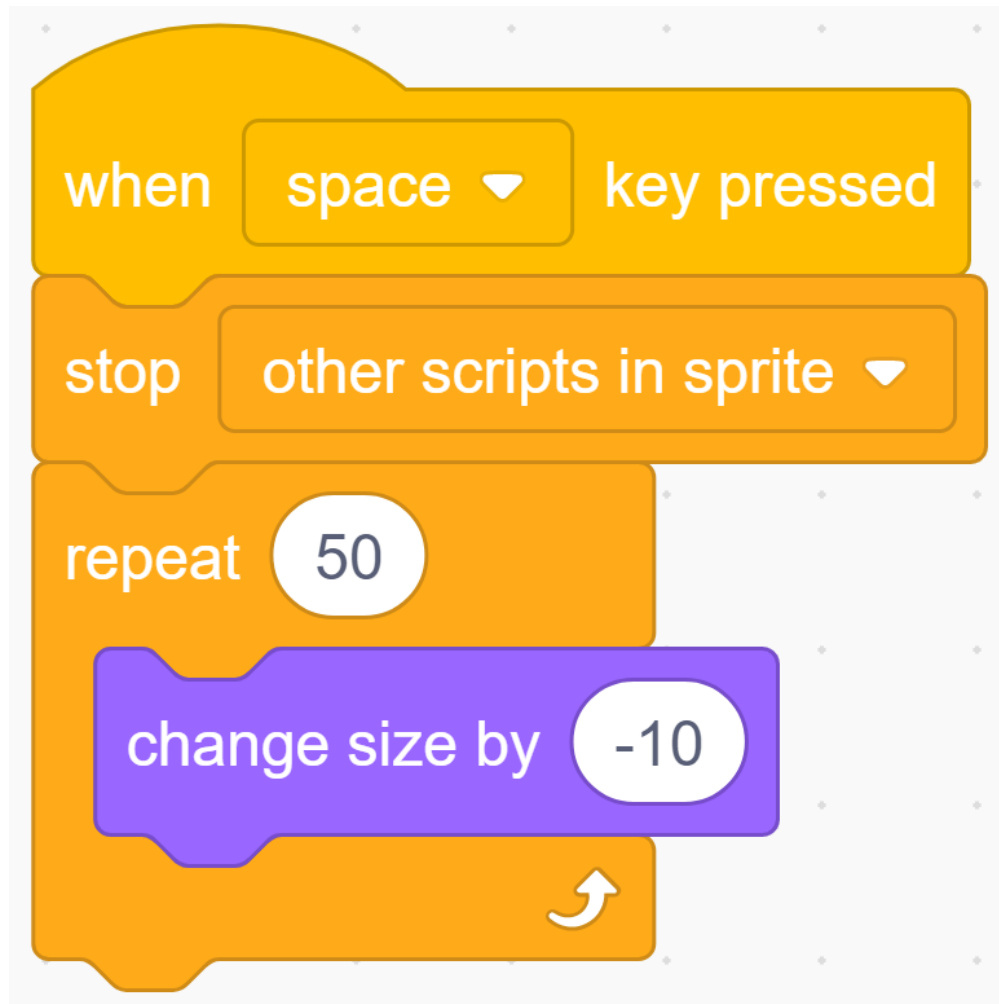 when space key pressed
stop other scripts in sprite
repeat 50
change size by -10